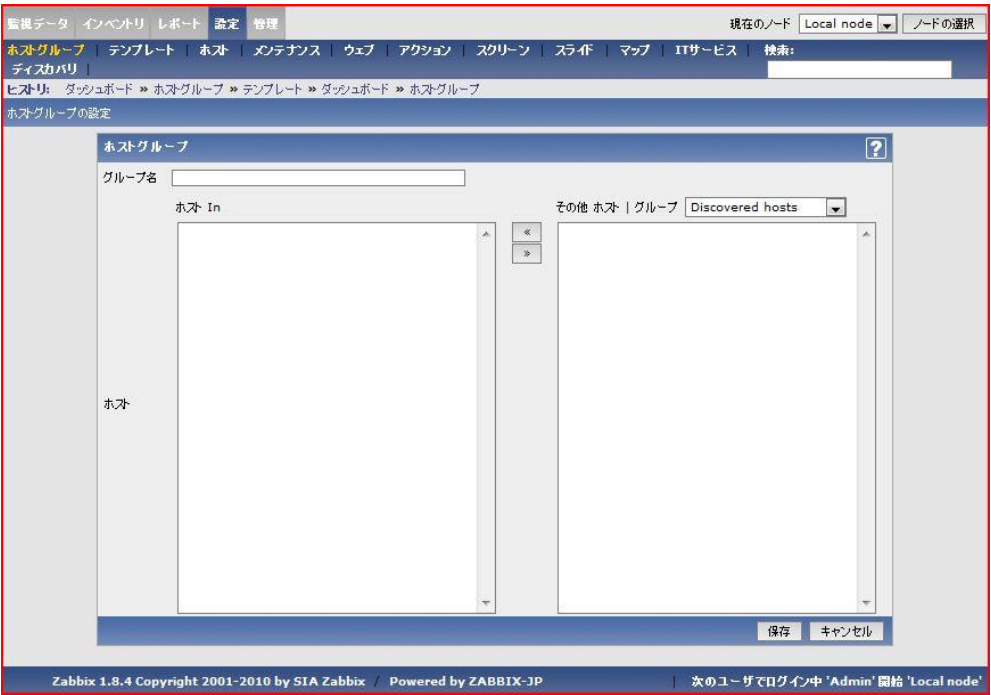 監視データ インベントリ レポート 設定 管理 現在のノード Local node ノードの選択
ホストグループ | テンプレート | ホスト | メンテナンス | ウェブ | アクション | スクリーン | スライド | マップ | ITサービス | 検索:
ディスカバリ |
ヒストリ: ダッシュボード » ホストグループ » テンプレート » ダッシュボード » ホストグループ
ホストグループの設定
ホストグループ ?
グループ名
ホスト In その他 ホスト | グループ Discovered hosts
«
»
ホスト
保存 キャンセル
Zabbix 1.8.4 Copyright 2001-2010 by SIA Zabbix / Powered by ZABBIX-JP | 次のユーザでログイン中 'Admin' 開始 'Local node'